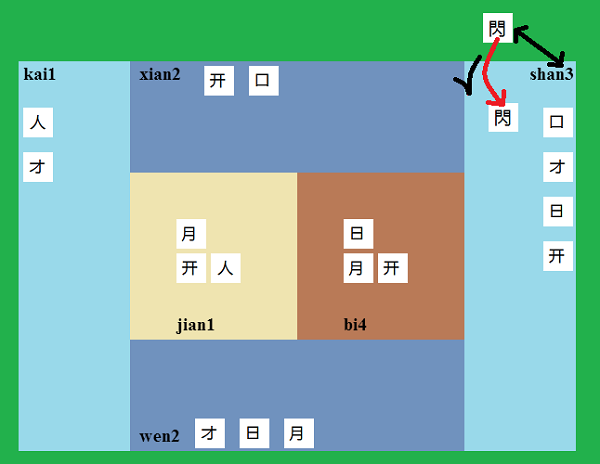 閃
kai1
人
才
xian2 开 口
shan3
閃
口
才
日
开
月
开 人
jian1
日
月 开
bi4
wen2 才 日 月